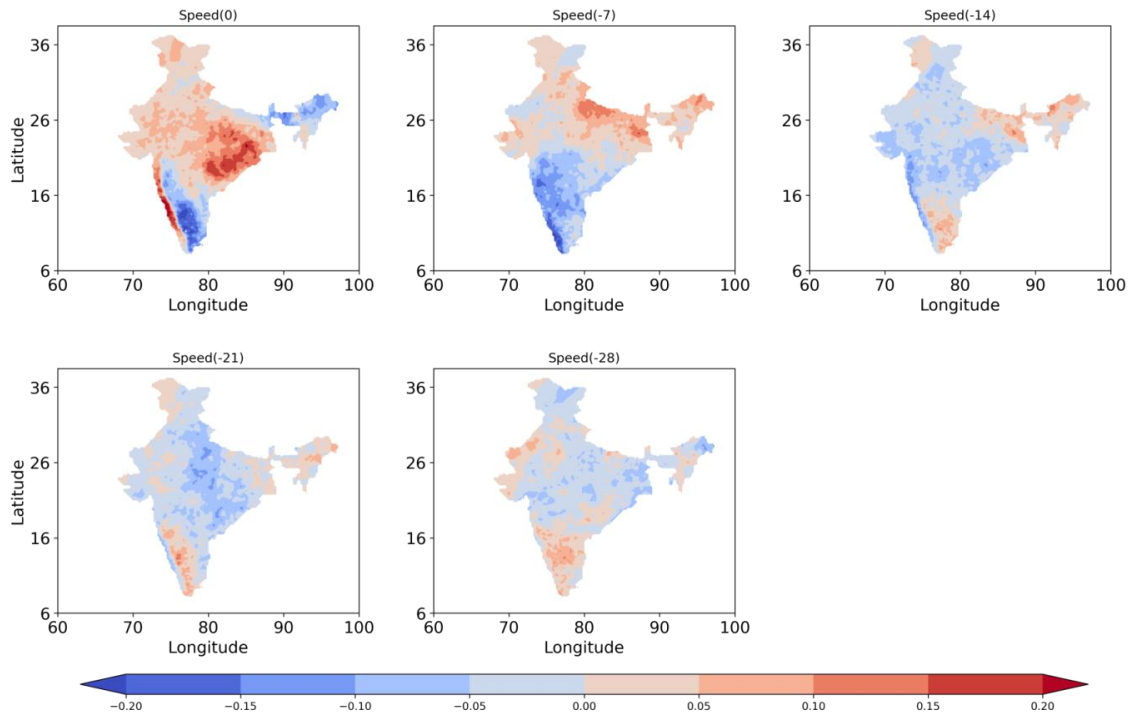 Speed(0) Speed(-7) Speed(-14)
36 36 36
26 26 26
16 16 16
6 6 6
Latitude
60 70 80 90 100 60 70 80 90 100 60 70 80 90 100
Longitude Longitude Longitude
Speed(-21) Speed(-28)
36 36
26 26
16 16
6 6
Latitude
60 70 80 90 100 60 70 80 90 100
Longitude Longitude
−0.20 −0.15 −0.10 −0.05 0.00 0.05 0.10 0.15 0.20